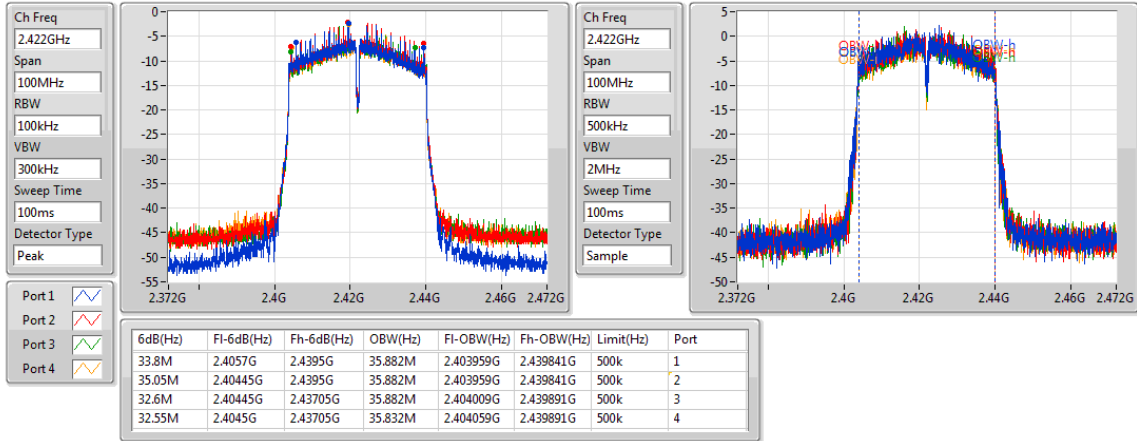 Ch Freq
2.422GHz
Span
100MHz
RBW
100kHz
VBW
300kHz
Sweep Time
100ms
Detector Type
Peak
0
-5
-10
-15
-20
-25
-30
-35
-40
-45
-50
-55
2.372G 2.4G 2.42G 2.44G 2.46G 2.472G
Ch Freq
2.422GHz
Span
100MHz
RBW
500kHz
VBW
2MHz
Sweep Time
100ms
Detector Type
Sample
5
0
-5
-10
-15
-20
-25
-30
-35
-40
-45
-50
OBW-h
2.372G 2.4G 2.42G 2.44G 2.46G 2.472G
Port 1
Port 2
Port 3
Port 4
6dB(Hz) Fl-6dB(Hz) Fh-6dB(Hz) OBW(Hz) Fl-OBW(Hz) Fh-OBW(Hz) Limit(Hz) Port
33.8M 2.4057G 2.4395G 35.882M 2.403959G 2.439841G 500k 1
35.05M 2.40445G 2.4395G 35.882M 2.403959G 2.439841G 500k 2
32.6M 2.40445G 2.43705G 35.882M 2.404009G 2.439891G 500k 3
32.55M 2.4045G 2.43705G 35.832M 2.404059G 2.439891G 500k 4